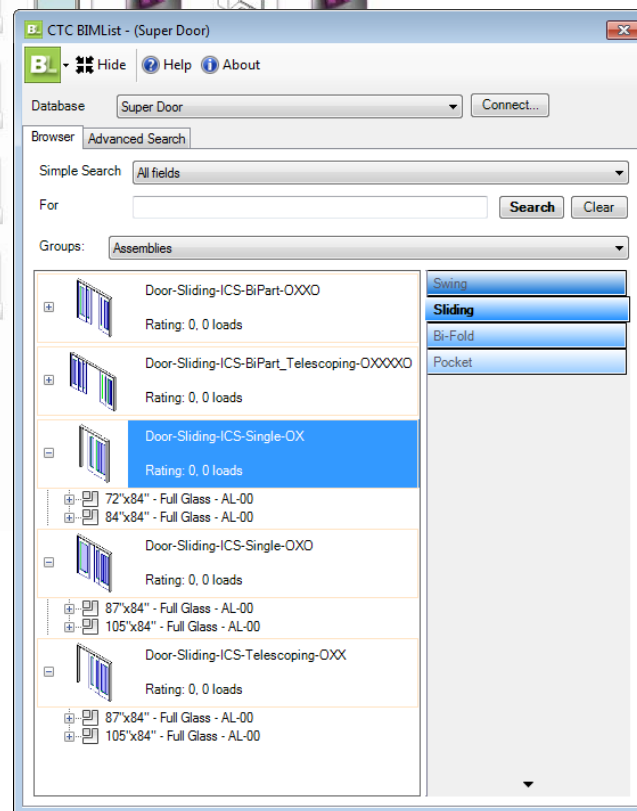 BL CTC BIMList - (Super Door)
BL Hide Help About
Database Super Door Connect...
Browser Advanced Search
Simple Search All fields
For Search Clear
Groups: Assemblies
Door-Sliding-ICS-BiPart-OXXO
Rating: 0, 0 loads
Door-Sliding-ICS-BiPart_Telescoping-OXXXXO
Rating: 0, 0 loads
Door-Sliding-ICS-Single-OX
Rating: 0, 0 loads
72"x84" - Full Glass - AL-00
84"x84" - Full Glass - AL-00
Door-Sliding-ICS-Single-OXO
Rating: 0, 0 loads
87"x84" - Full Glass - AL-00
105"x84" - Full Glass - AL-00
Door-Sliding-ICS-Telescoping-OXX
Rating: 0, 0 loads
87"x84" - Full Glass - AL-00
105"x84" - Full Glass - AL-00
Swing
Sliding
Bi-Fold
Pocket